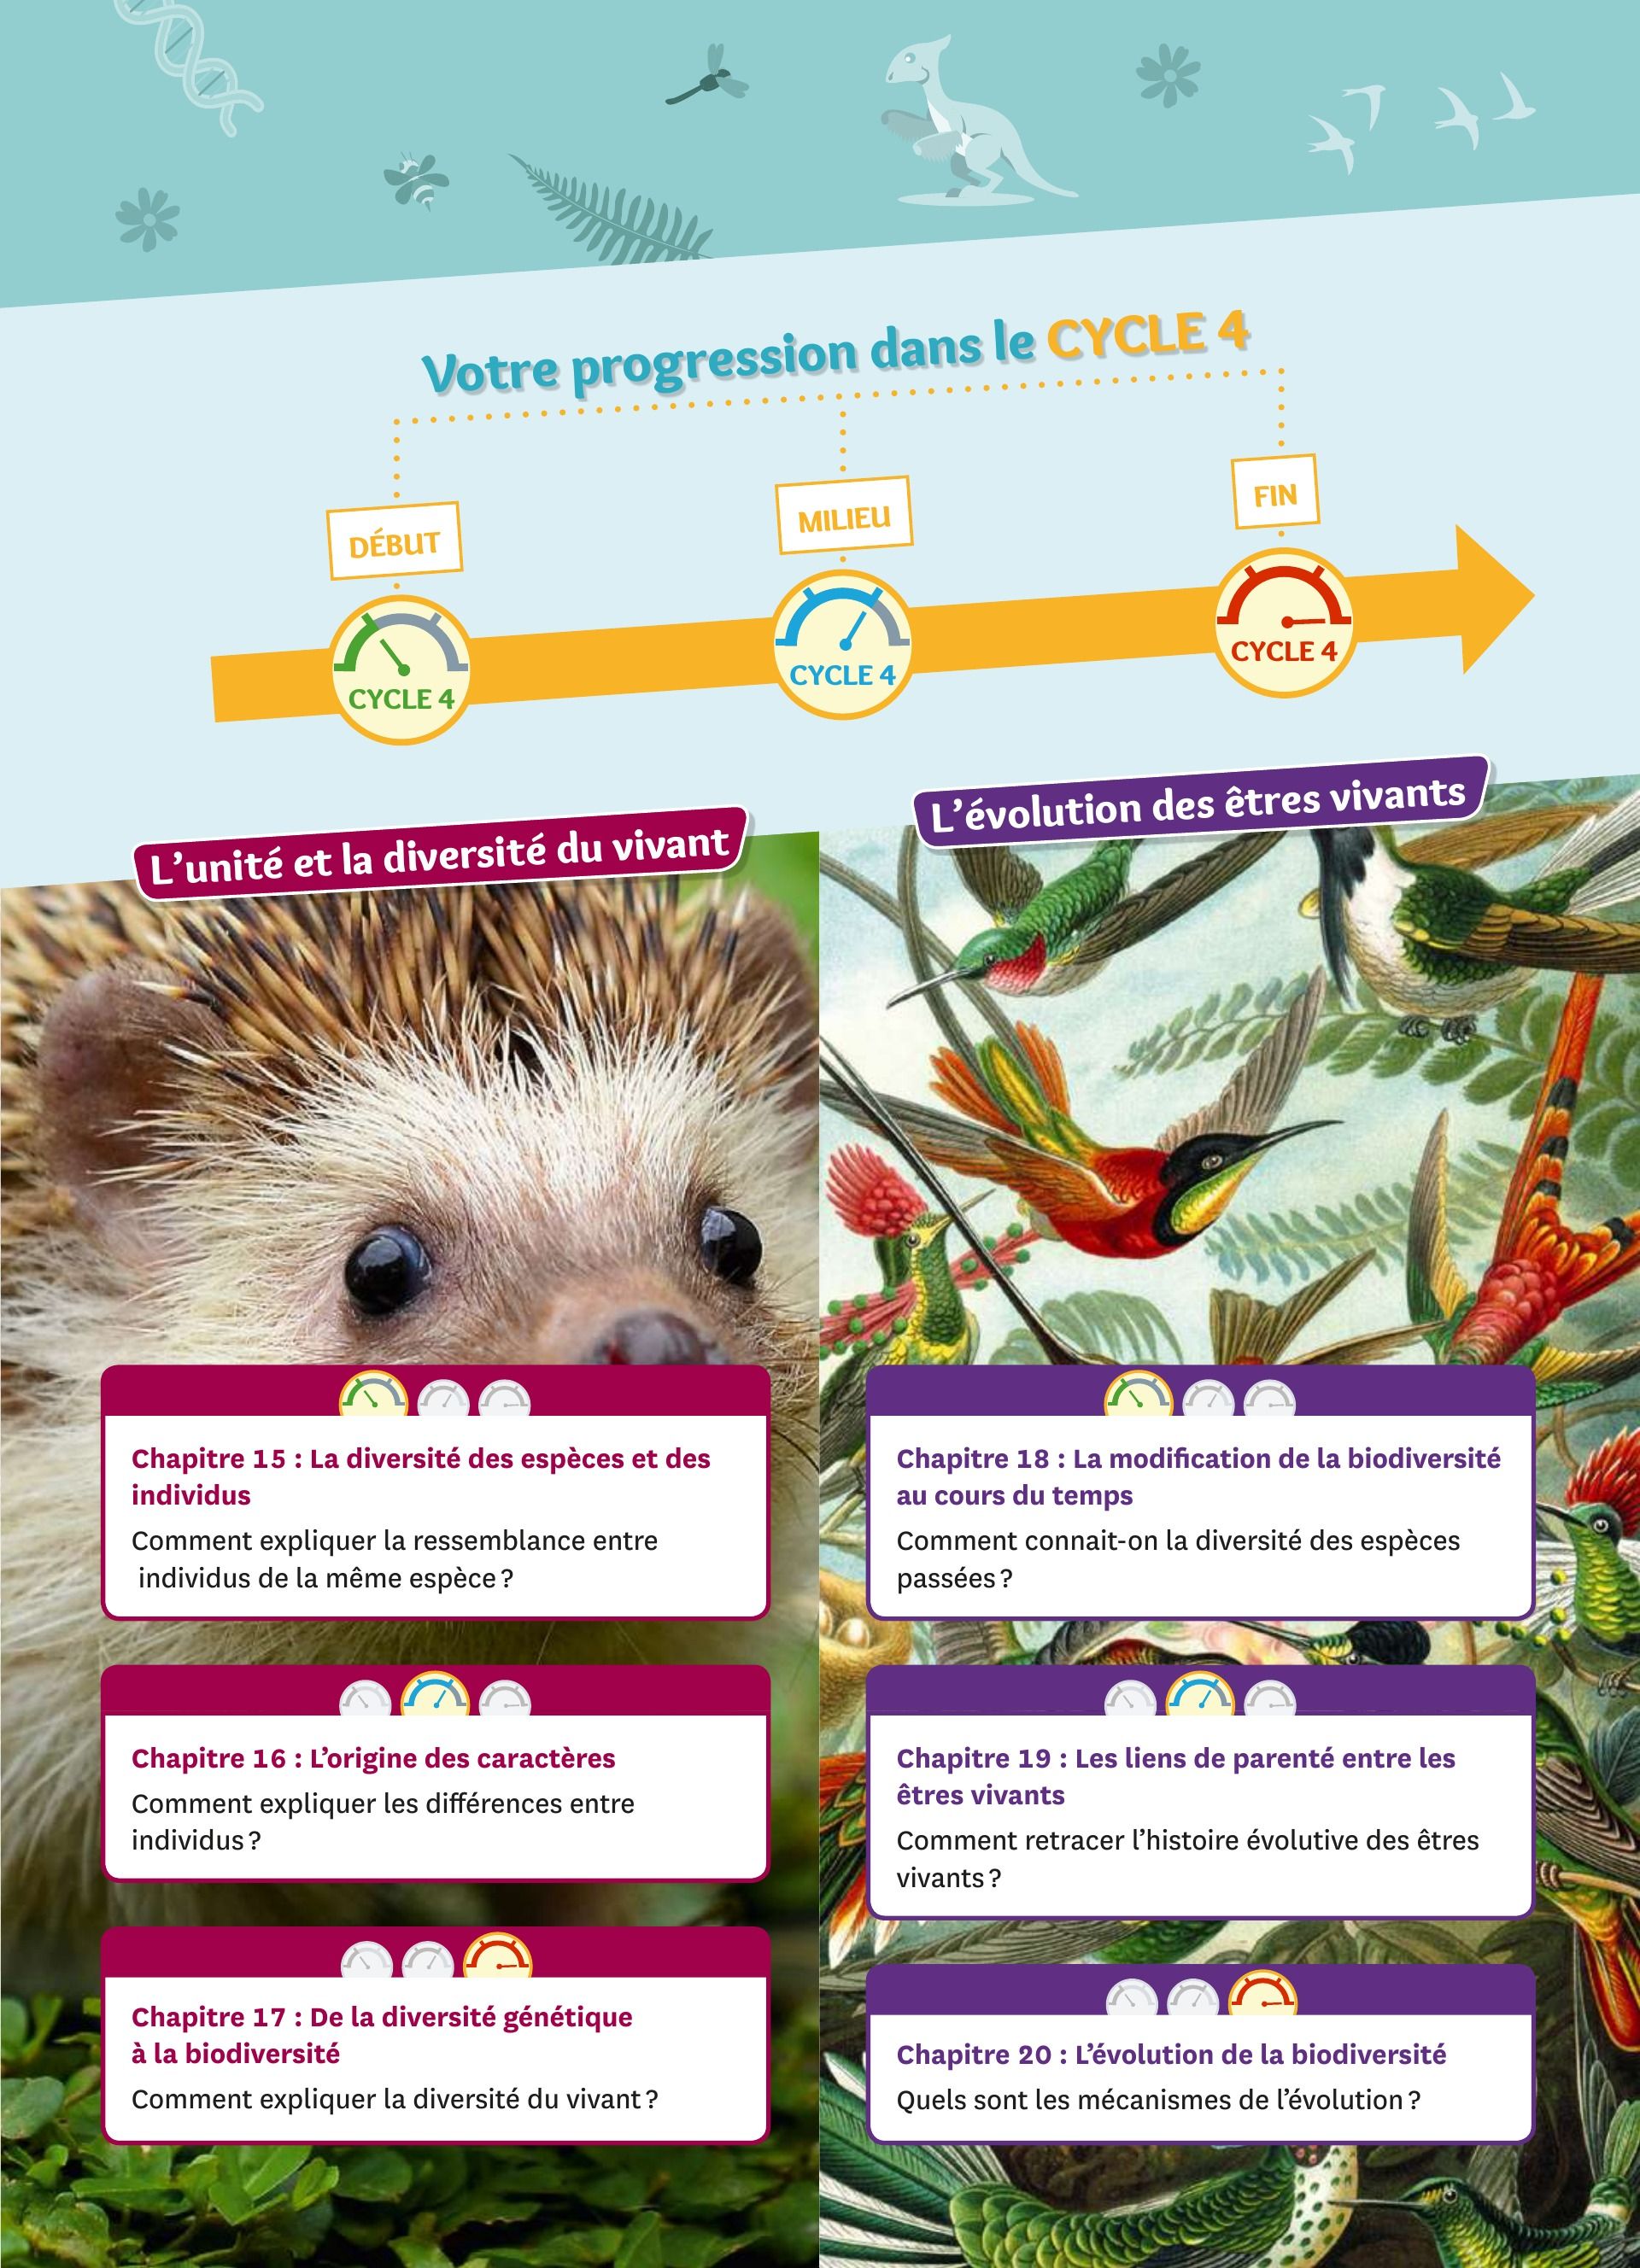 Votre progression dans le CYCLE 4
DÉBUT
MILIEU
FIN
CYCLE 4
CYCLE 4
CYCLE 4
L'unité et la diversité du vivant
Chapitre 15 : La diversité des espèces et des
individus
Comment expliquer la ressemblance entre
individus de la même espèce ?
Chapitre 16 : L'origine des caractères
Comment expliquer les différences entre
individus ?
Chapitre 17 : De la diversité génétique
à la biodiversité
Comment expliquer la diversité du vivant ?
L'évolution des êtres vivants
Chapitre 18 : La modification de la biodiversité
au cours du temps
Comment connait-on la diversité des espèces
passées ?
Chapitre 19 : Les liens de parenté entre les
êtres vivants
Comment retracer l'histoire évolutive des êtres
vivants ?
Chapitre 20 : L'évolution de la biodiversité
Quels sont les mécanismes de l'évolution ?